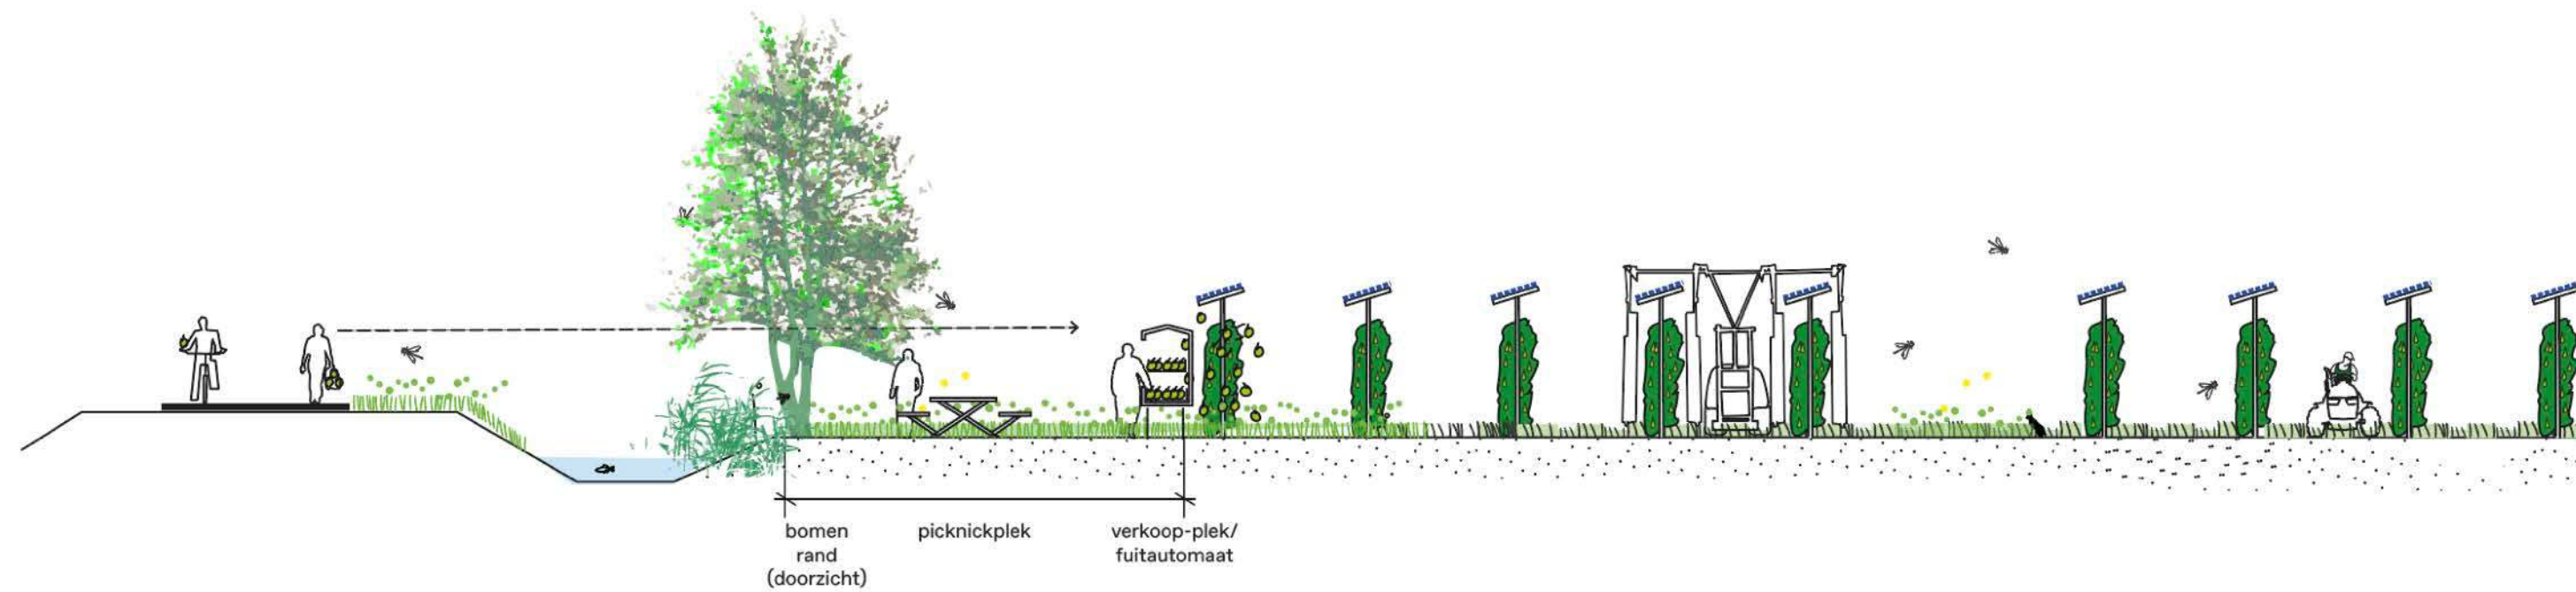 bomen
rand
(doorzicht)
picknickplek
verkoop-plek/
fuitautomaat